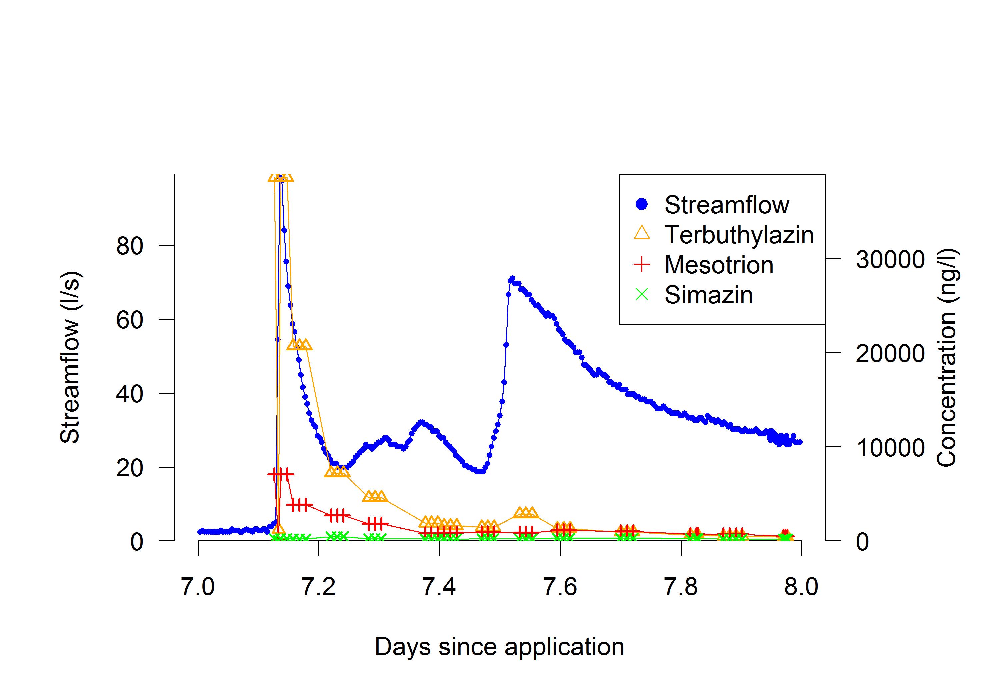 Streamflow
Terbuthylazin
Mesotrion
Simazin
Streamflow (l/s)
80
60
40
20
0
30000
20000
10000
0
Concentration (ng/l)
7.0 7.2 7.4 7.6 7.8 8.0
Days since application